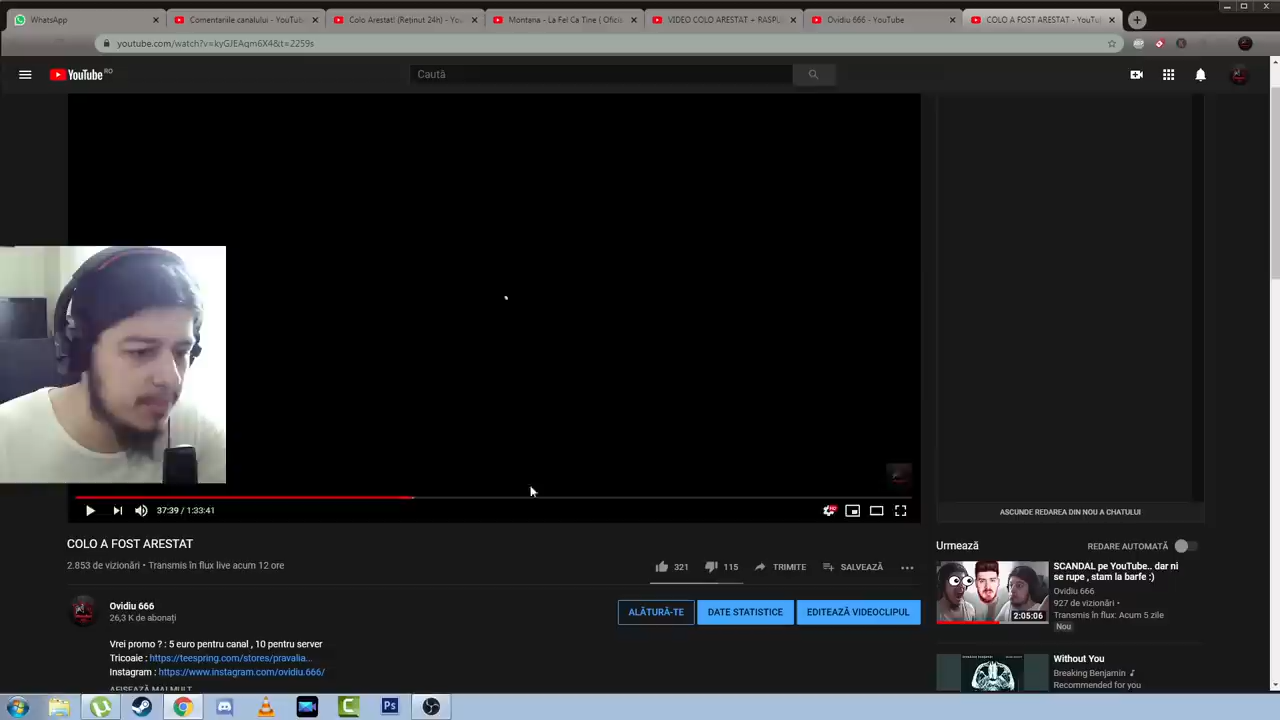 WhatsApp
Comentariile canalului - YouTub
Colo Arestat! (Reținut 24h) - You
Montana - La Fel Ca Tine ( Oficia
VIDEO COLO ARESTAT + RASPU
Ovidiu 666 - YouTube
COLO A FOST ARESTAT - YouTu
youtube.com/watch?v=kyGJEAqm6X4&t=2259s
YouTube RO
Caută
37:39 / 1:33:41
ASCUNDE REDAREA DIN NOU A CHATULUI
COLO A FOST ARESTAT
2.853 de vizionări • Transmis în flux live acum 12 ore
321
115
TRIMITE
SALVEAZĂ
Ovidiu 666
26,3 K de abonați
ALĂTURĂ-TE
DATE STATISTICE
EDITEAZĂ VIDEOCLIPUL
Vrei promo ? : 5 euro pentru canal , 10 pentru server
Tricoaie : https://teespring.com/stores/pravalia...
Instagram : https://www.instagram.com/ovidiu.666/
AFIȘEAZĂ MAI MULT
Urmează
REDARE AUTOMATĂ
SCANDAL pe YouTube.. dar ni
se rupe , stam la barfe :)
Ovidiu 666
927 de vizionări •
Transmis în flux: Acum 5 zile
Nou
2:05:06
Without You
Breaking Benjamin
Recommended for you
Ps